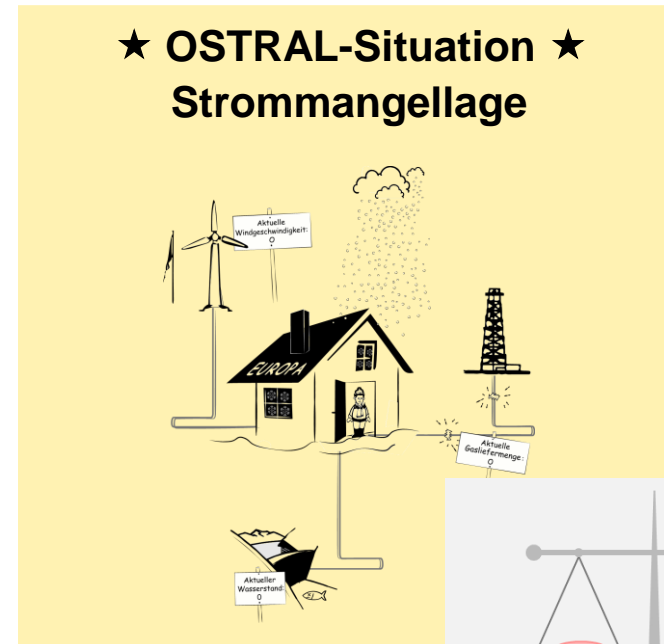 ★ OSTRAL-Situation ★
Strommangellage
Aktuelle
Windgeschwindigkeit:
0
EUROPA
Aktuelle
Gasliefermenge:
0
Aktueller
Wasserstand:
0